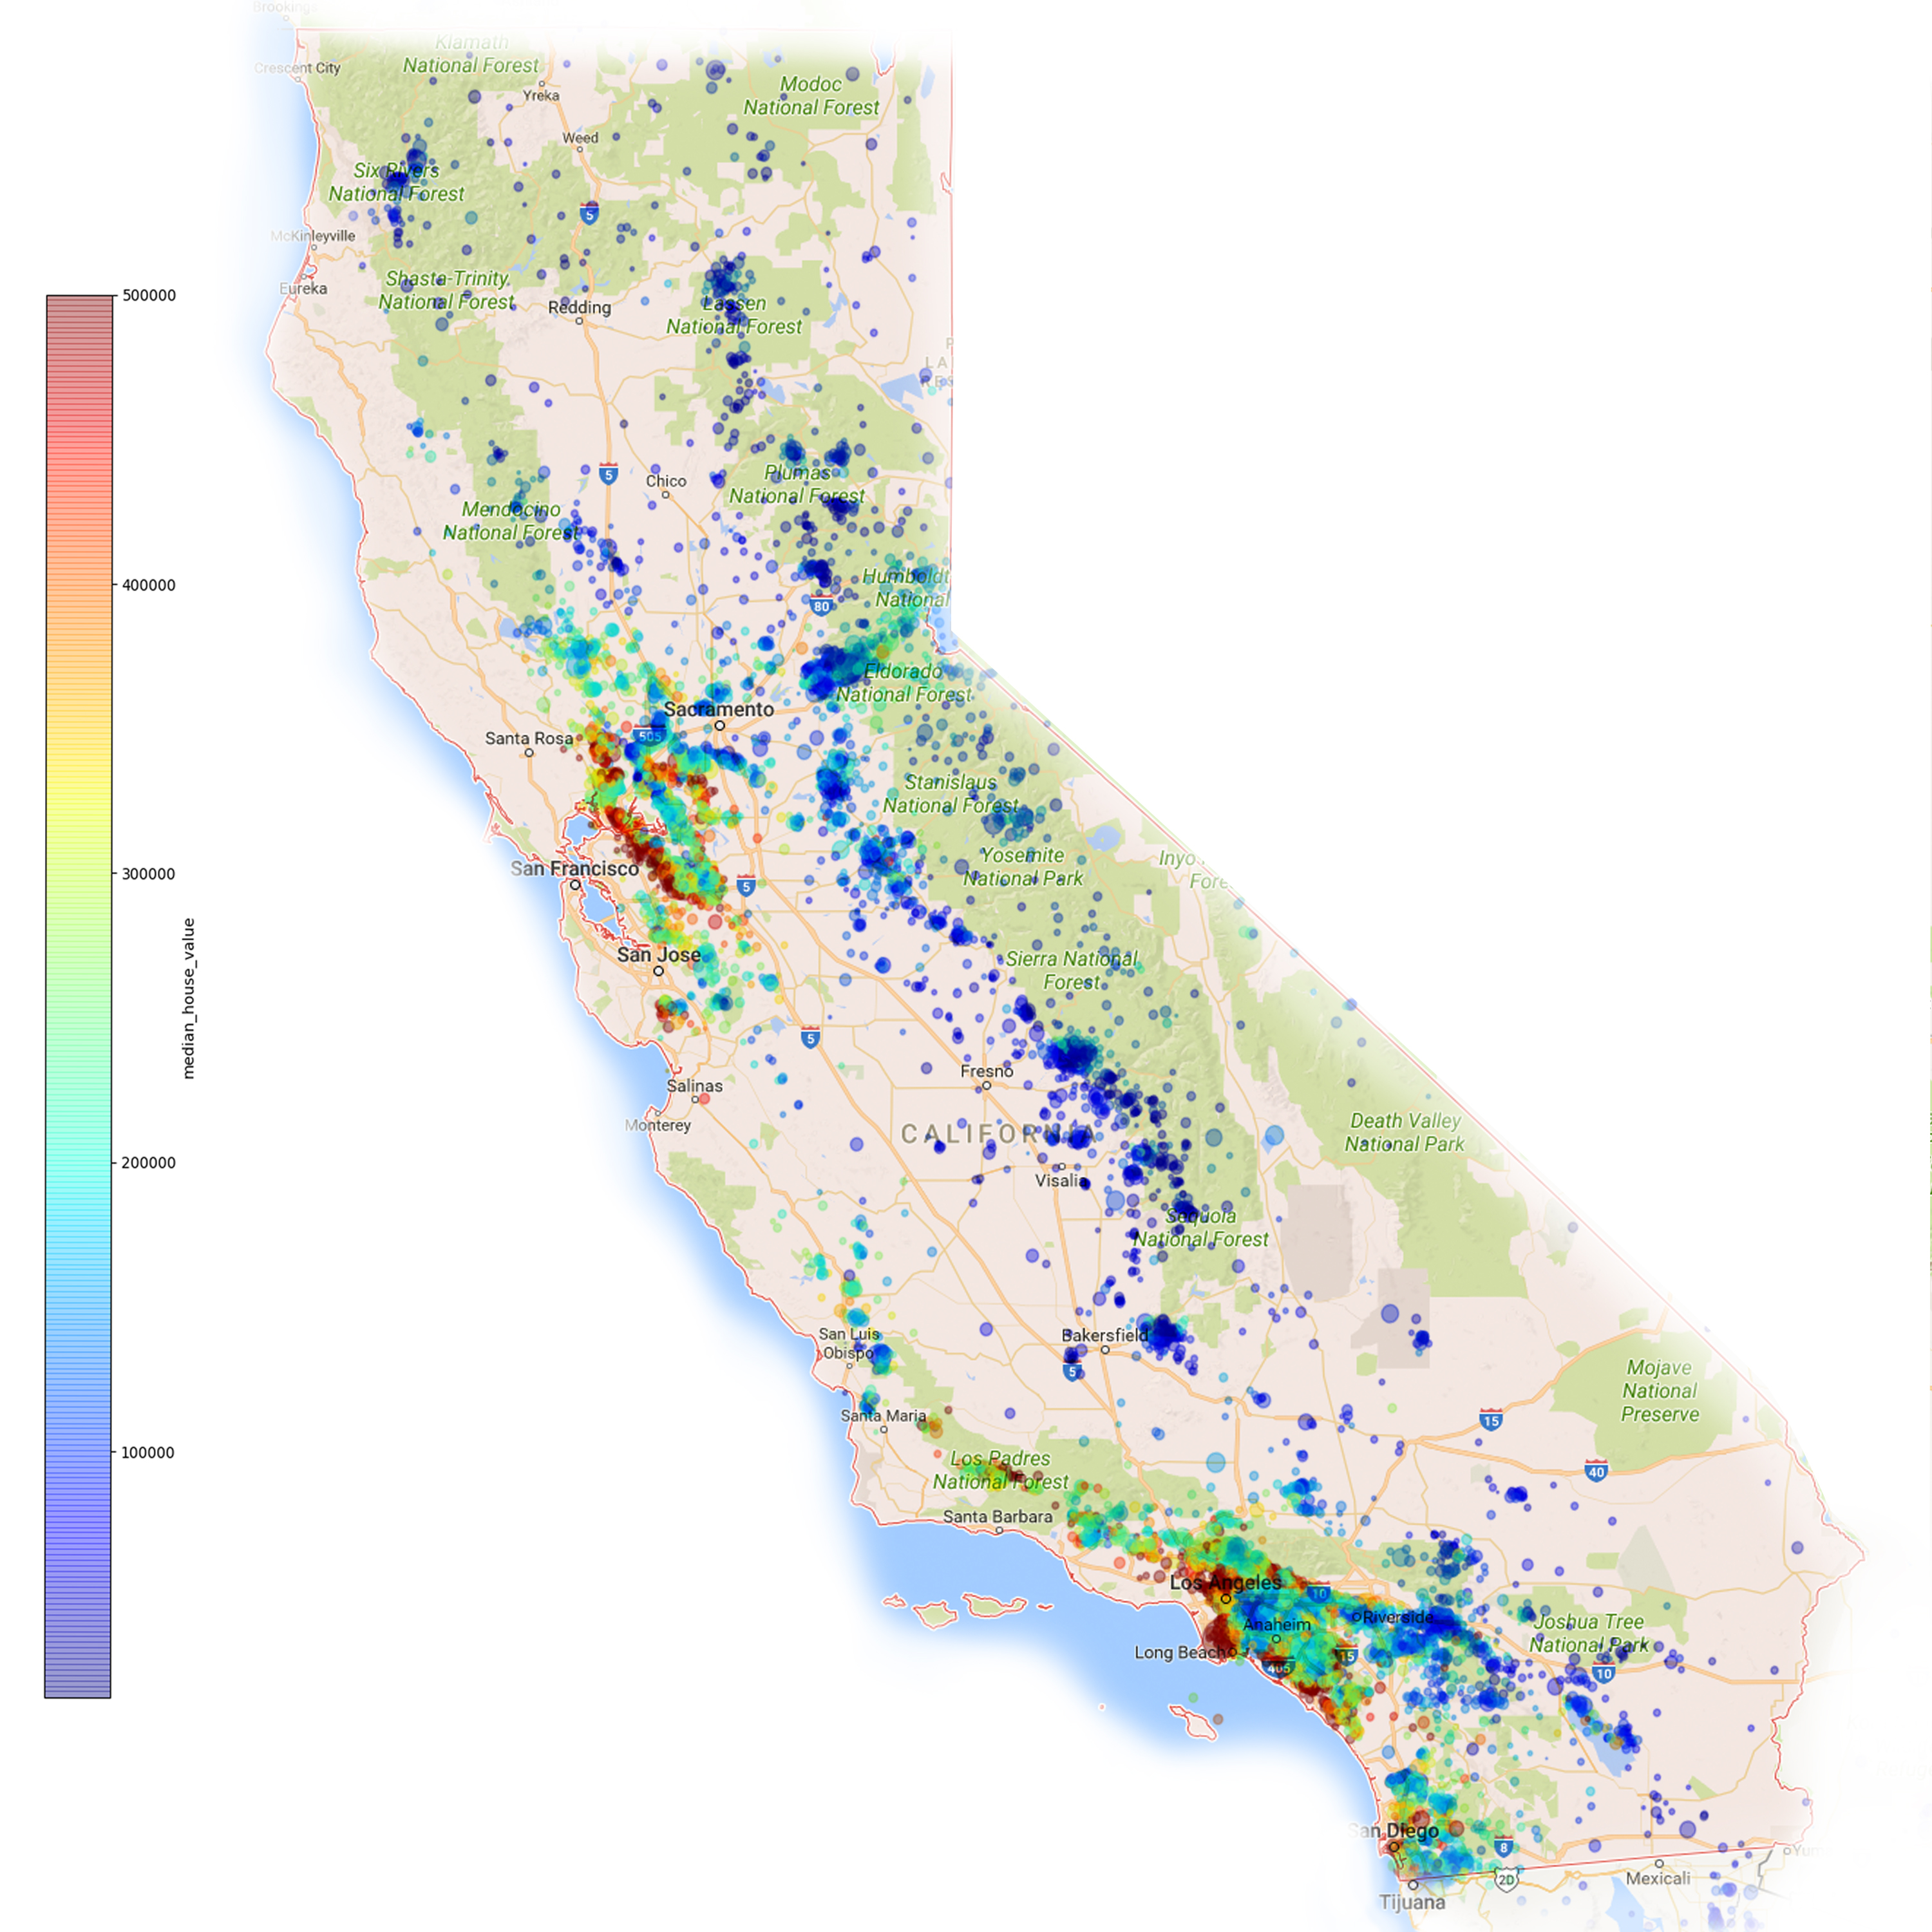 Brookings
Klamath
National Forest
Crescent City
Modoc
National Forest
Yreka
Weed
Six Rivers
National Forest
5
McKinleyville
Shasta-Trinity
National Forest
Eureka
Redding
Lassen
National Forest
500000
LA
RES
5
Chico
Plumas
National Forest
Mendocino
National Forest
400000
Humboldt
National
80
Eldorado
National Forest
Sacramento
505
Santa Rosa
Stanislaus
National Forest
Yosemite
National Park
Inyo
Fore
San Francisco
5
300000
median_house_value
San Jose
Sierra National
Forest
5
Fresno
Salinas
Monterey
CALIFORNIA
Death Valley
National Park
200000
Visalia
Sequoia
National Forest
San Luis
Obispo
Bakersfield
5
Mojave
National
Preserve
Santa Maria
15
100000
Los Padres
National Forest
40
Santa Barbara
Los Angeles
10
Anaheim
Riverside
Joshua Tree
National Park
Long Beach
405
15
10
San Diego
8
Yum
Mexicali
2D
Tijuana